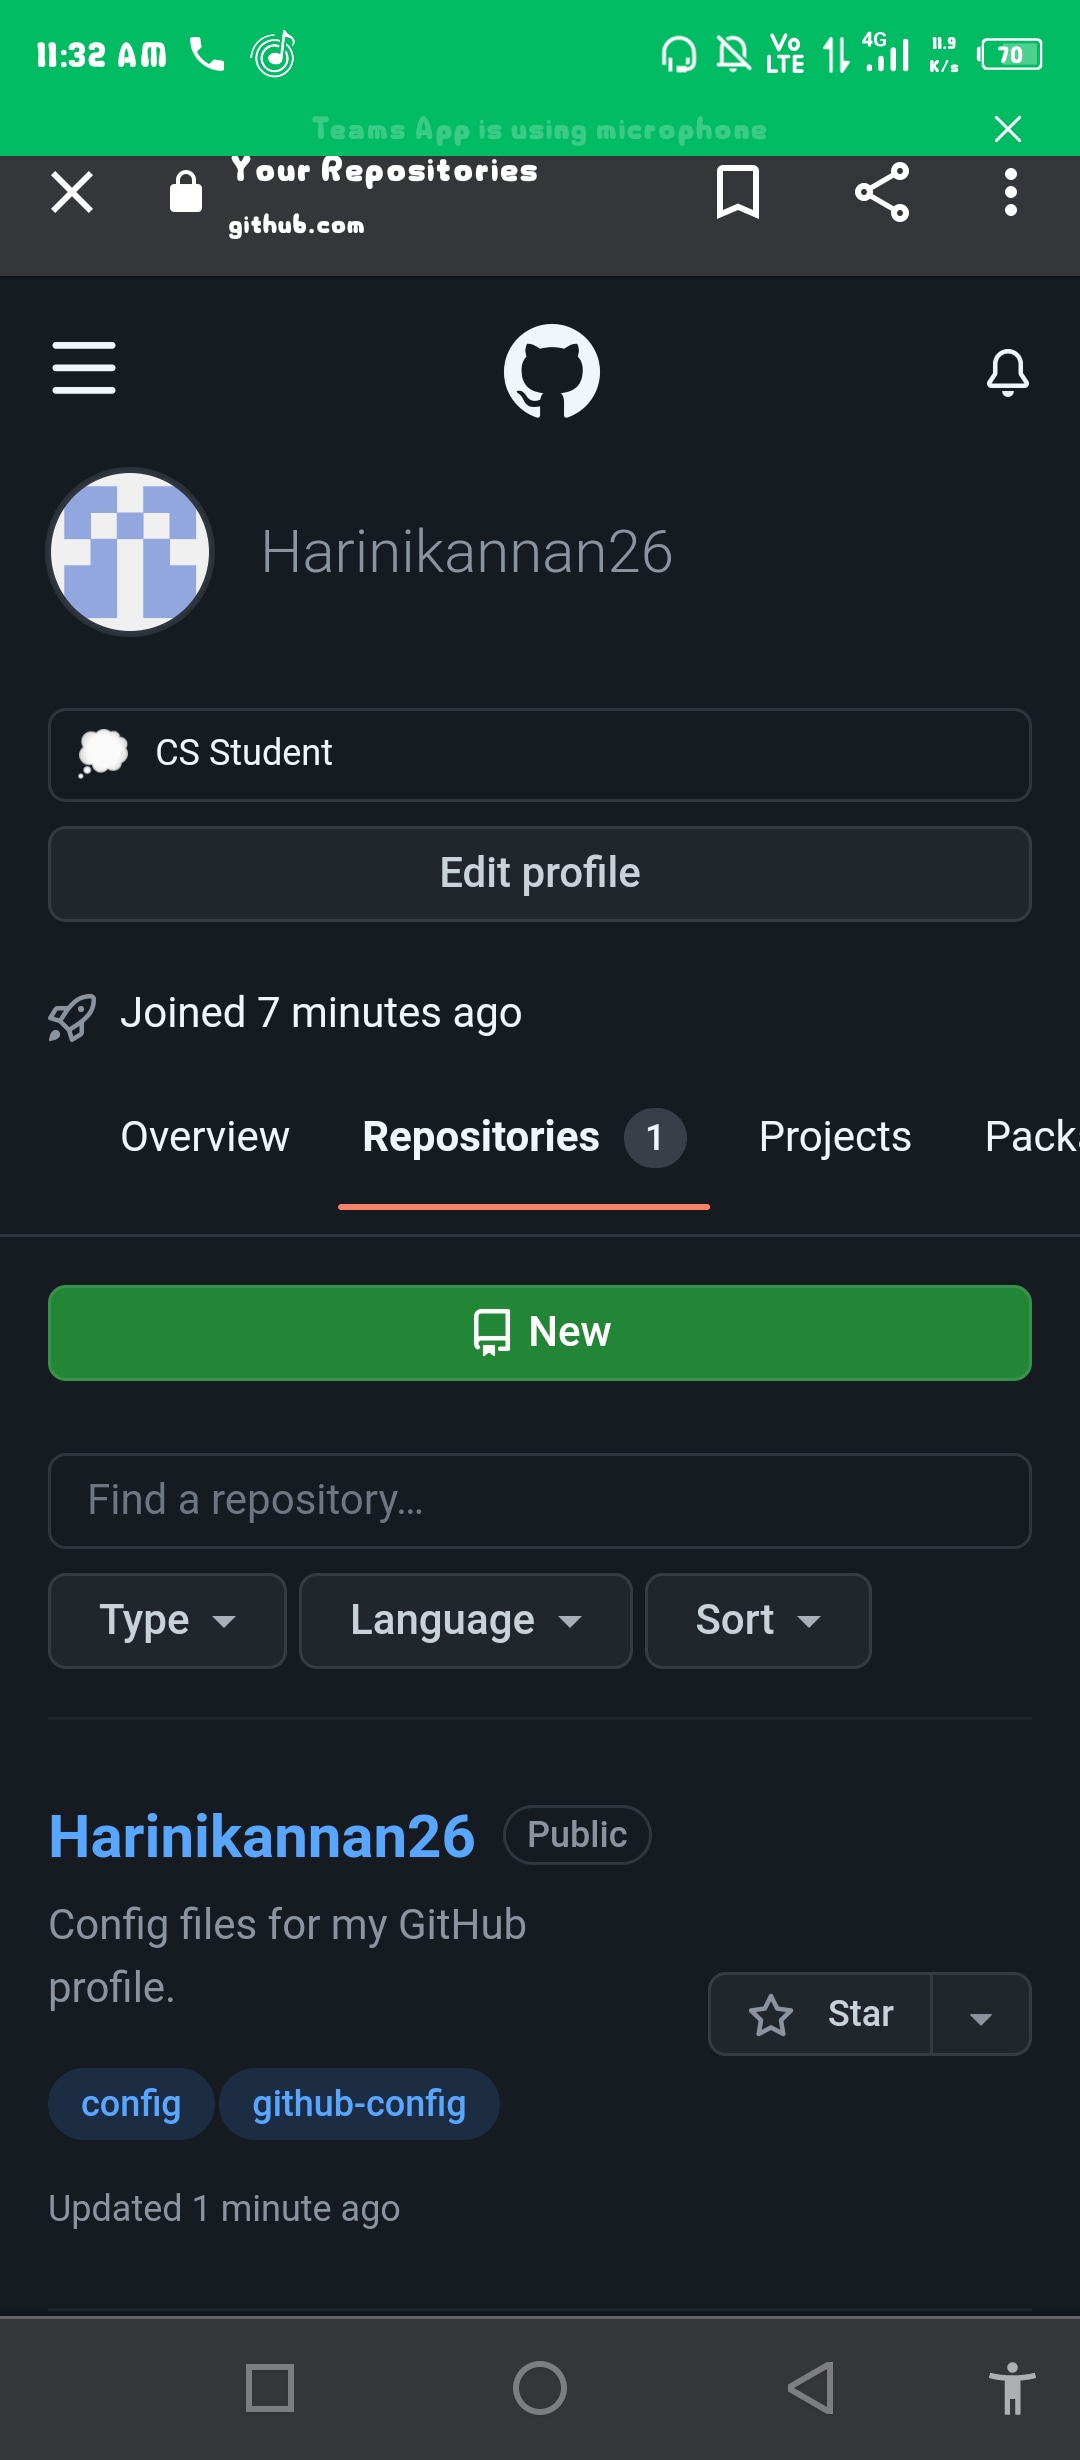 11:32 AM
Vo LTE
4G
11.9 K/s
70
Teams App is using microphone
Your Repositories
github.com
Harinikannan26
CS Student
Edit profile
Joined 7 minutes ago
Overview Repositories 1 Projects Packa
New
Find a repository...
Type Language Sort
Harinikannan26 Public
Config files for my GitHub
profile.
Star
config github-config
Updated 1 minute ago